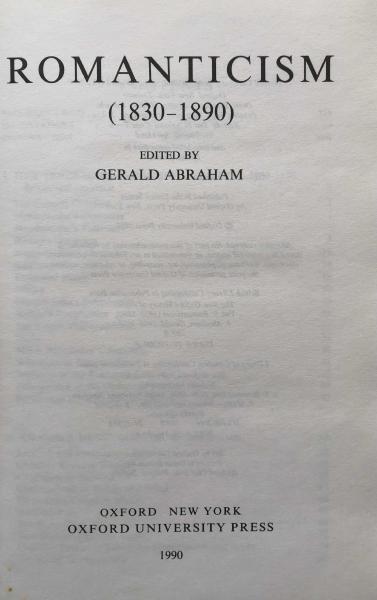 ROMANTICISM
(1830–1890)
EDITED BY
GERALD ABRAHAM
OXFORD NEW YORK
OXFORD UNIVERSITY PRESS
1990